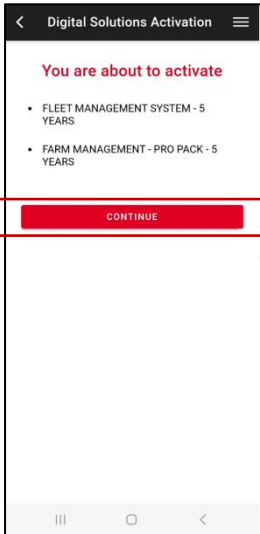 Digital Solutions Activation
You are about to activate
• FLEET MANAGEMENT SYSTEM - 5
YEARS
• FARM MANAGEMENT - PRO PACK - 5
YEARS
CONTINUE